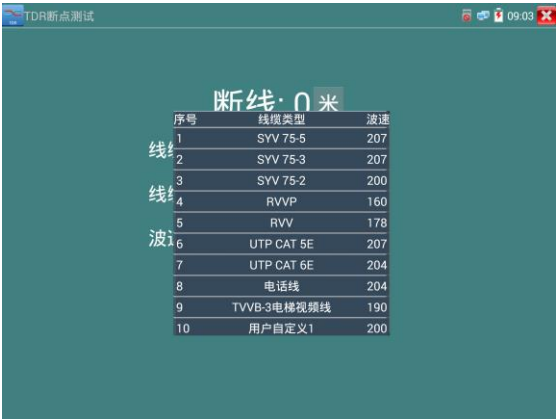 TDR断点测试 09:03
断线: 0 米
序号 线缆类型 波速
1 SYV 75-5 207
2 SYV 75-3 207
3 SYV 75-2 200
4 RVVP 160
5 RVV 178
6 UTP CAT 5E 207
7 UTP CAT 6E 204
8 电话线 204
9 TVVB-3电梯视频线 190
10 用户自定义1 200
线
线
波